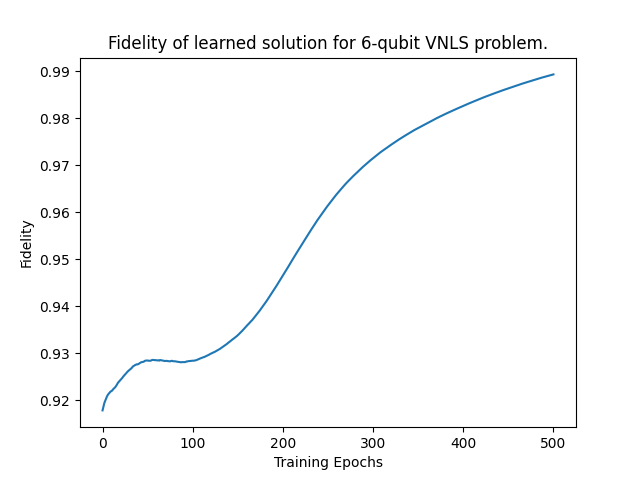 Fidelity of learned solution for 6-qubit VNLS problem.
0.99
0.98
0.97
0.96
0.95
0.94
0.93
0.92
Fidelity
0 100 200 300 400 500
Training Epochs